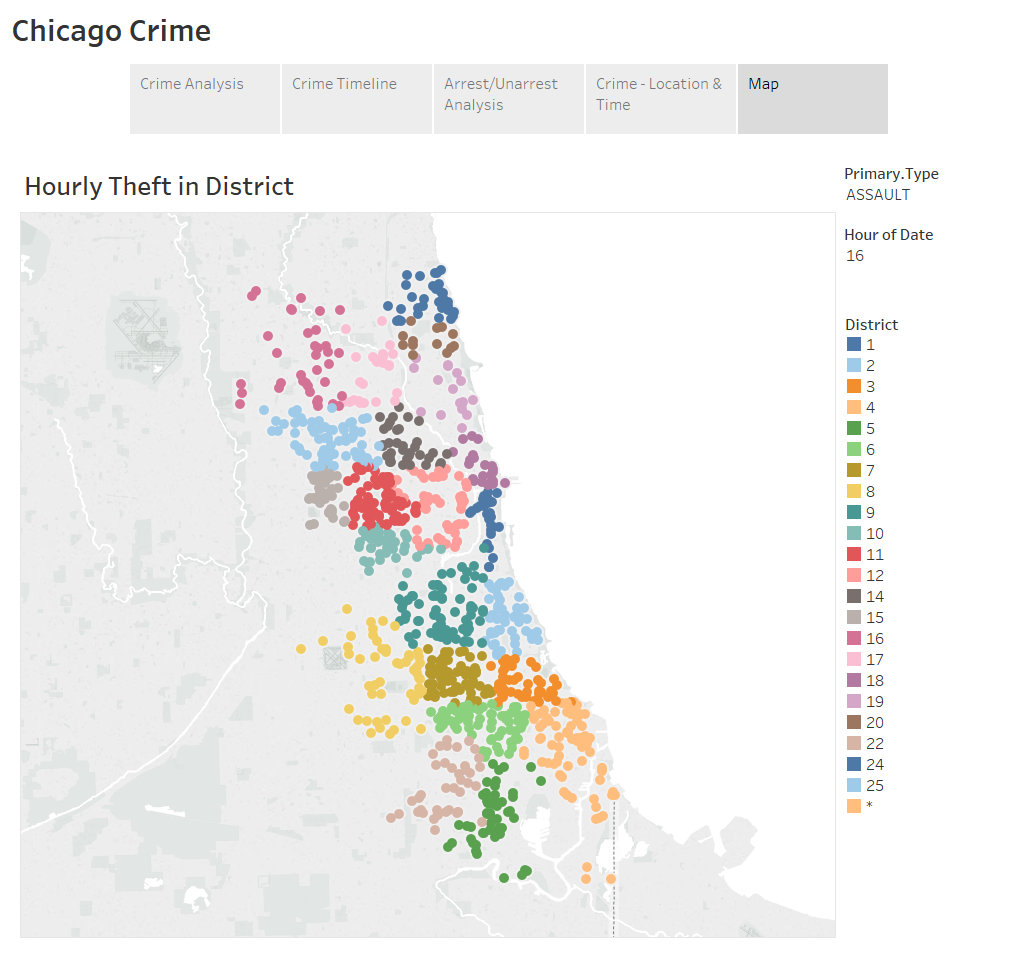 Chicago Crime
Crime Analysis
Crime Timeline
Arrest/Unarrest
Analysis
Crime - Location &
Time
Map
Hourly Theft in District
Primary.Type
ASSAULT
Hour of Date
16
District
1
2
3
4
5
6
7
8
9
10
11
12
14
15
16
17
18
19
20
22
24
25
*